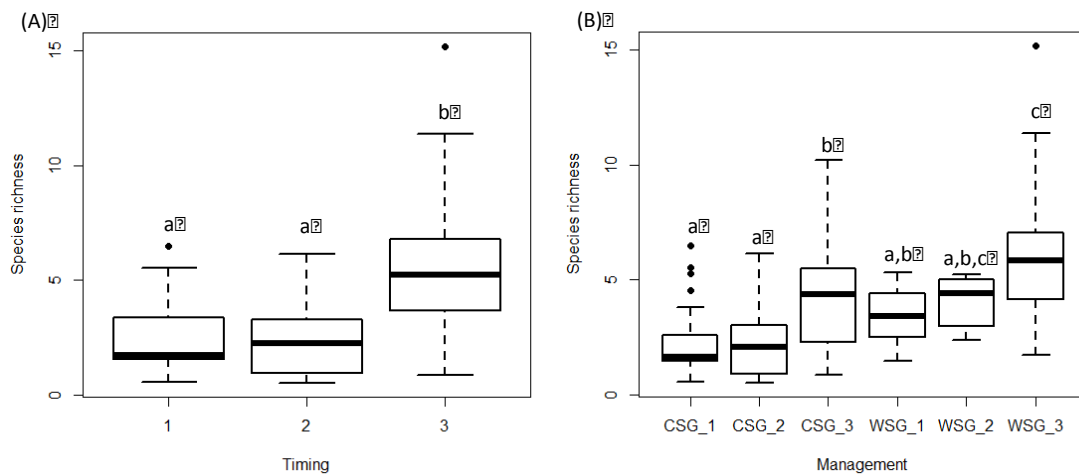 (A)
(B)
Species richness
15
10
5
0
a
a
b
1
2
3
Timing
Species richness
15
10
5
0
a
a
b
a,b
a,b,c
c
CSG_1
CSG_2
CSG_3
WSG_1
WSG_2
WSG_3
Management